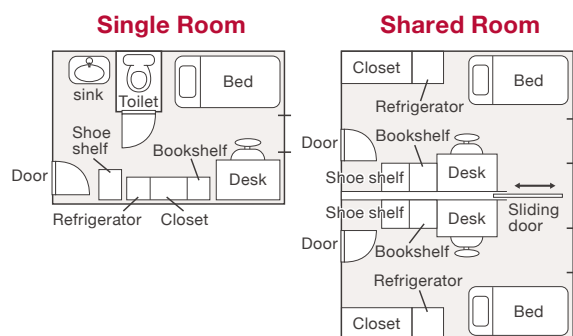 Single Room
sink
Toilet
Bed
Shoe
shelf
Bookshelf
Door
Desk
Refrigerator
Closet
Shared Room
Closet
Bed
Refrigerator
Door
Bookshelf
Shoe shelf
Desk
Shoe shelf
Desk
Sliding
door
Door
Bookshelf
Refrigerator
Closet
Bed